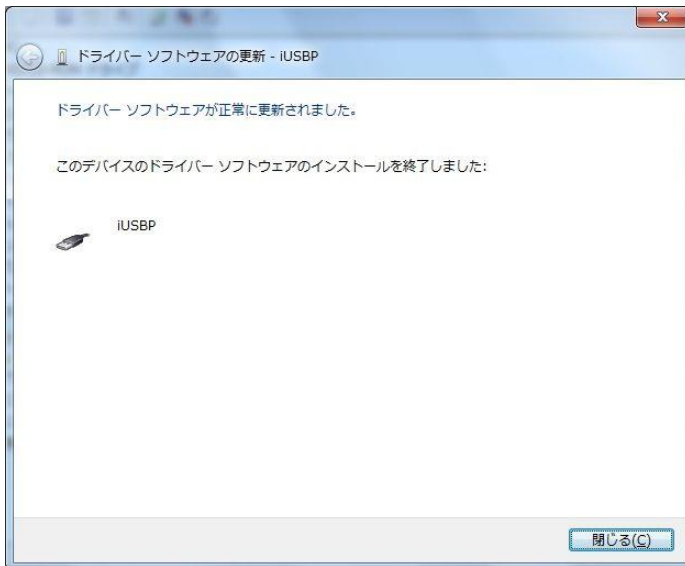 ドライバー ソフトウェアの更新 - iUSBP
ドライバー ソフトウェアが正常に更新されました。
このデバイスのドライバー ソフトウェアのインストールを終了しました:
iUSBP
閉じる(C)